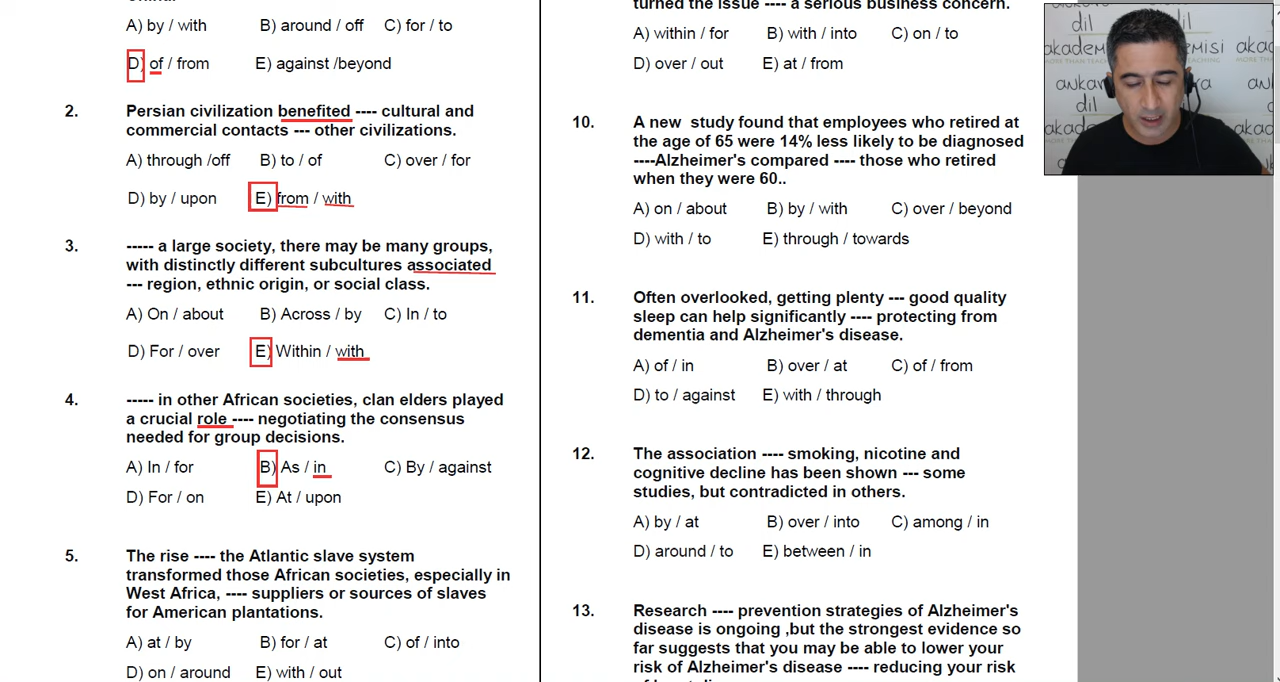 A) by / with B) around / off C) for / to
D) of / from E) against /beyond
2. Persian civilization benefited ---- cultural and
commercial contacts --- other civilizations.
A) through /off B) to / of C) over / for
D) by / upon E) from / with
3. ----- a large society, there may be many groups,
with distinctly different subcultures associated
--- region, ethnic origin, or social class.
A) On / about B) Across / by C) In / to
D) For / over E) Within / with
4. ----- in other African societies, clan elders played
a crucial role ---- negotiating the consensus
needed for group decisions.
A) In / for B) As / in C) By / against
D) For / on E) At / upon
5. The rise ---- the Atlantic slave system
transformed those African societies, especially in
West Africa, ---- suppliers or sources of slaves
for American plantations.
A) at / by B) for / at C) of / into
D) on / around E) with / out
turned the issue ---- a serious business concern.
A) within / for B) with / into C) on / to
D) over / out E) at / from
10. A new study found that employees who retired at
the age of 65 were 14% less likely to be diagnosed
----Alzheimer's compared ---- those who retired
when they were 60..
A) on / about B) by / with C) over / beyond
D) with / to E) through / towards
11. Often overlooked, getting plenty --- good quality
sleep can help significantly ---- protecting from
dementia and Alzheimer's disease.
A) of / in B) over / at C) of / from
D) to / against E) with / through
12. The association ---- smoking, nicotine and
cognitive decline has been shown --- some
studies, but contradicted in others.
A) by / at B) over / into C) among / in
D) around / to E) between / in
13. Research ---- prevention strategies of Alzheimer's
disease is ongoing ,but the strongest evidence so
far suggests that you may be able to lower your
risk of Alzheimer's disease ---- reducing your risk
dil
akademi
ankara
dil